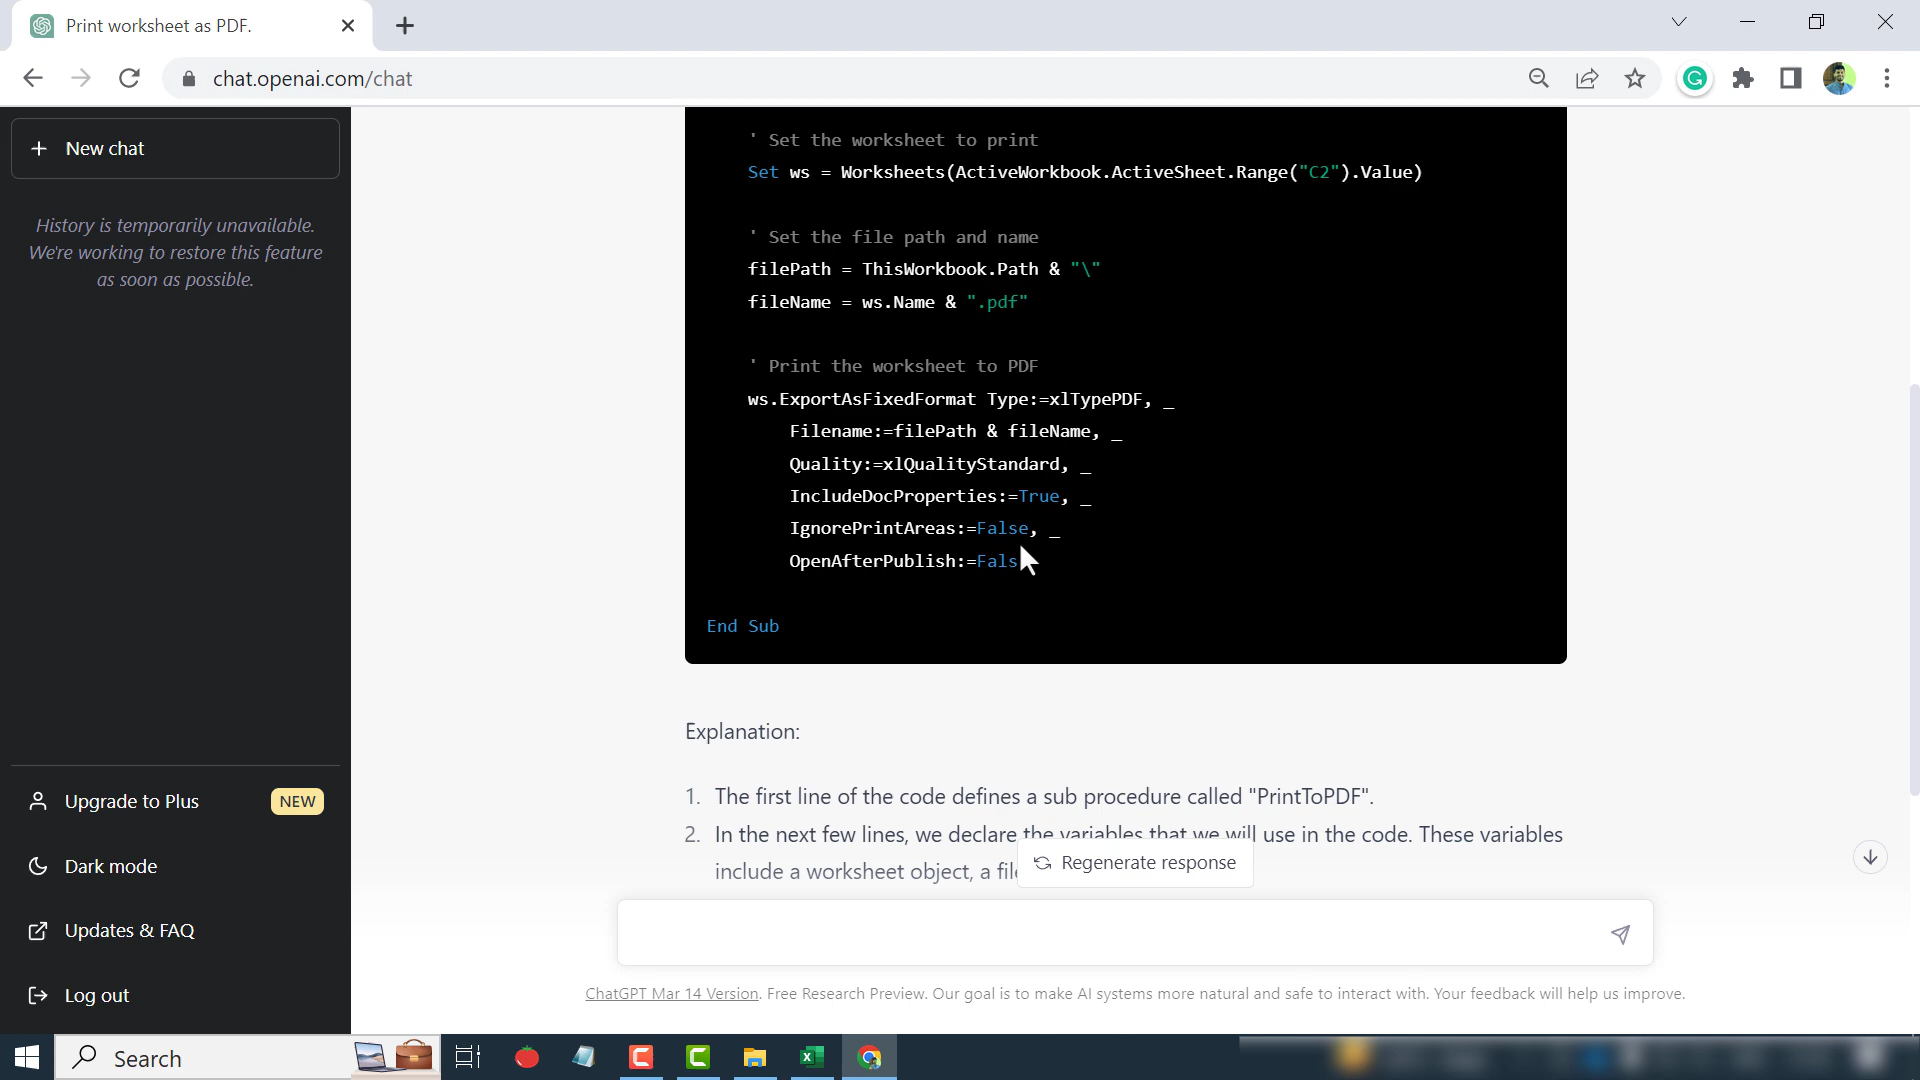 Print worksheet as PDF.
chat.openai.com/chat
New chat
History is temporarily unavailable.
We're working to restore this feature
as soon as possible.
' Set the worksheet to print
Set ws = Worksheets(ActiveWorkbook.ActiveSheet.Range("C2").Value)
' Set the file path and name
filePath = ThisWorkbook.Path & "\"
fileName = ws.Name & ".pdf"
' Print the worksheet to PDF
ws.ExportAsFixedFormat Type:=xlTypePDF, _
Filename:=filePath & fileName, _
Quality:=xlQualityStandard, _
IncludeDocProperties:=True, _
IgnorePrintAreas:=False, _
OpenAfterPublish:=Fals
End Sub
Explanation:
1. The first line of the code defines a sub procedure called "PrintToPDF".
2. In the next few lines, we declare the variables that we will use in the code. These variables
include a worksheet object, a
Regenerate response
Upgrade to Plus NEW
Dark mode
Updates & FAQ
Log out
ChatGPT Mar 14 Version. Free Research Preview. Our goal is to make AI systems more natural and safe to interact with. Your feedback will help us improve.
Search